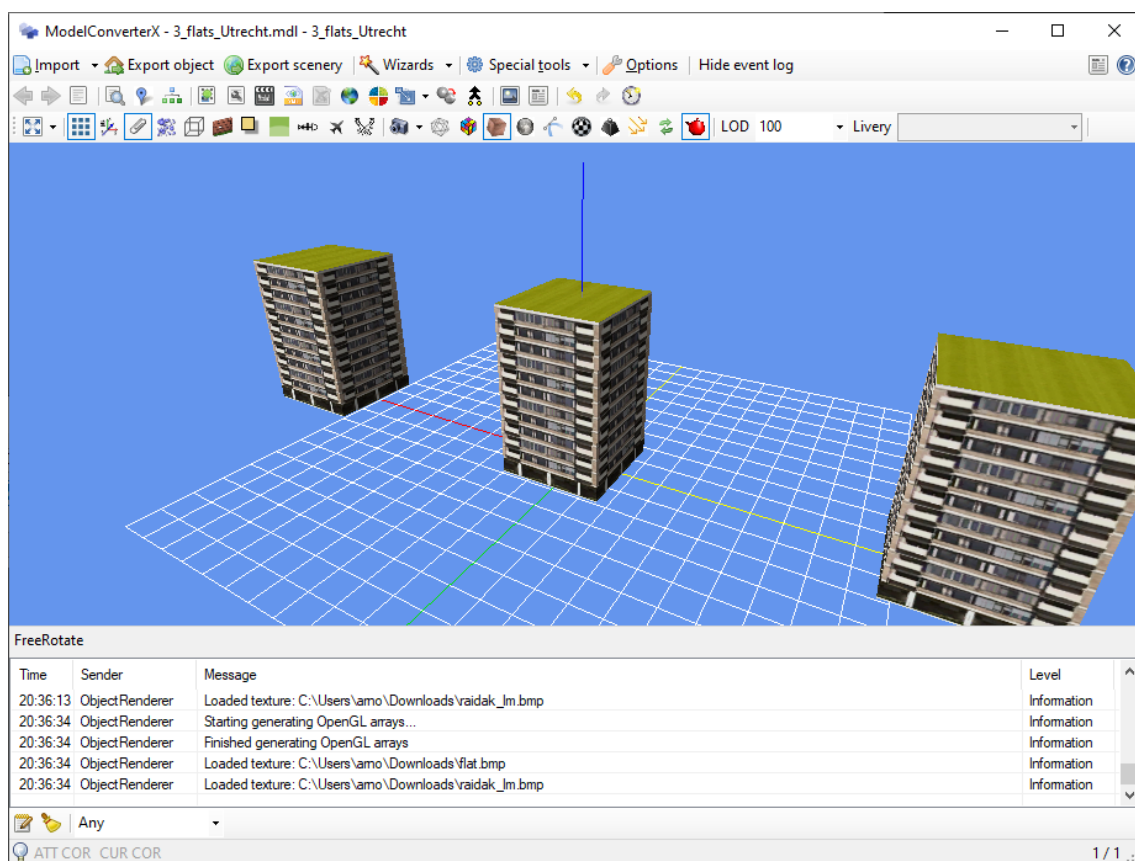 ModelConverterX - 3_flats_Utrecht.mdl - 3_flats_Utrecht
Import Export object Export scenery Wizards Special tools Options Hide event log
LOD 100 Livery
FreeRotate
Time Sender Message Level
20:36:13 ObjectRenderer Loaded texture: C:\Users\arno\Downloads\raidak_lm.bmp Information
20:36:34 ObjectRenderer Starting generating OpenGL arrays... Information
20:36:34 ObjectRenderer Finished generating OpenGL arrays Information
20:36:34 ObjectRenderer Loaded texture: C:\Users\arno\Downloads\flat.bmp Information
20:36:34 ObjectRenderer Loaded texture: C:\Users\arno\Downloads\raidak_lm.bmp Information
Any
ATT COR CUR COR 1 / 1